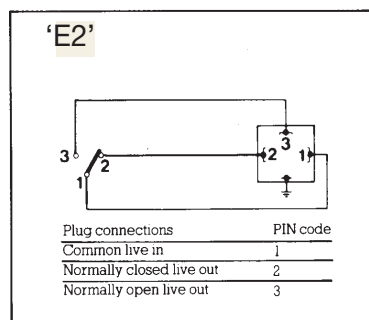 ‘E2’
3
2
1
2
3
1
Plug connections PIN code
Common live in 1
Normally closed live out 2
Normally open live out 3